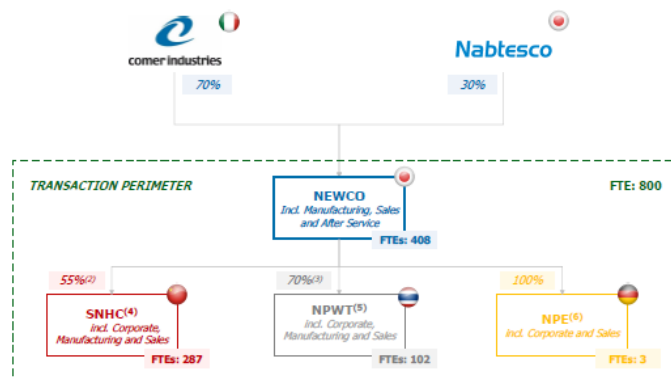 comer industries
Nabtesco
70%
30%
TRANSACTION PERIMETER
FTE: 800
NEWCO
Incl. Manufacturing, Sales
and After Service
FTEs: 408
55%(2)
70%(3)
100%
SNHC(4)
incl. Corporate,
Manufacturing and Sales
FTEs: 287
NPWT(5)
incl. Corporate,
Manufacturing and Sales
FTEs: 102
NPE(6)
incl. Corporate and Sales
FTEs: 3